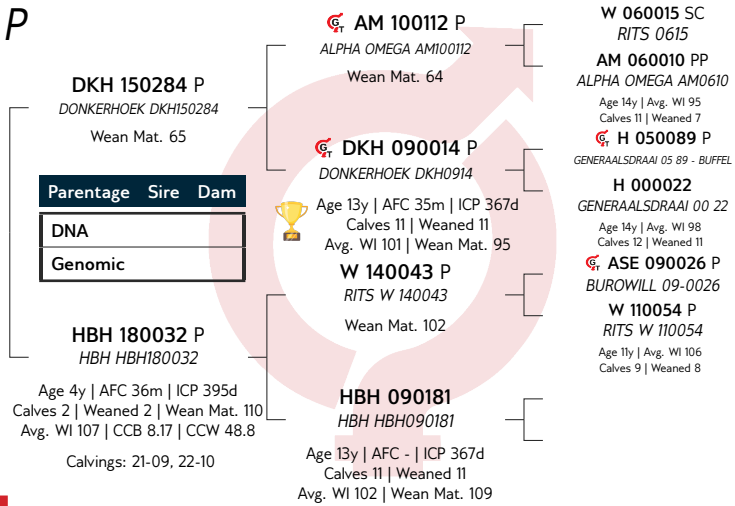 P
DKH 150284 P
DONKERHOEK DKH150284
Wean Mat. 65
Parentage Sire Dam
DNA
Genomic
HBH 180032 P
HBH HBH180032
Age 4y | AFC 36m | ICP 395d
Calves 2 | Weaned 2 | Wean Mat. 110
Avg. WI 107 | CCB 8.17 | CCW 48.8
Calvings: 21-09, 22-10
GT AM 100112 P
ALPHA OMEGA AM100112
Wean Mat. 64
GT DKH 090014 P
DONKERHOEK DKH0914
Age 13y | AFC 35m | ICP 367d
Calves 11 | Weaned 11
Avg. WI 101 | Wean Mat. 95
W 140043 P
RITS W 140043
Wean Mat. 102
HBH 090181
HBH HBH090181
Age 13y | AFC - | ICP 367d
Calves 11 | Weaned 11
Avg. WI 102 | Wean Mat. 109
W 060015 SC
RITS 0615
AM 060010 PP
ALPHA OMEGA AM0610
Age 14y | Avg. WI 95
Calves 11 | Weaned 7
GT H 050089 P
GENERAALSDRAAI 05 89 - BUFFEL
H 000022
GENERAALSDRAAI 00 22
Age 14y | Avg. WI 98
Calves 12 | Weaned 11
GT ASE 090026 P
BUROWILL 09-0026
W 110054 P
RITS W 110054
Age 11y | Avg. WI 106
Calves 9 | Weaned 8